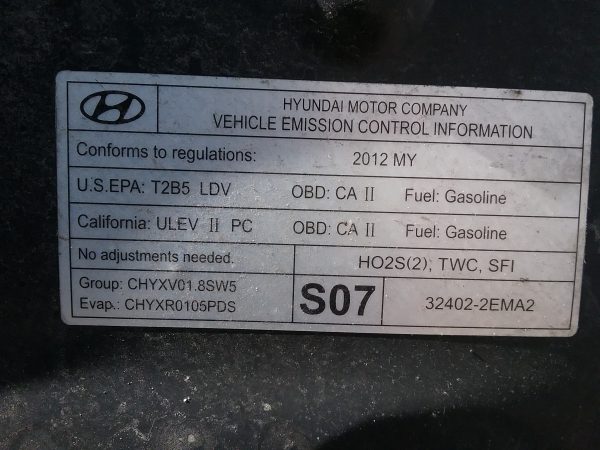 HYUNDAI MOTOR COMPANY
VEHICLE EMISSION CONTROL INFORMATION
Conforms to regulations: 2012 MY
U.S.EPA: T2B5 LDV OBD: CA II Fuel: Gasoline
California: ULEV II PC OBD: CA II Fuel: Gasoline
No adjustments needed. HO2S(2), TWC, SFI
Group: CHYXV01.8SW5
Evap.: CHYXR0105PDS
S07
32402-2EMA2